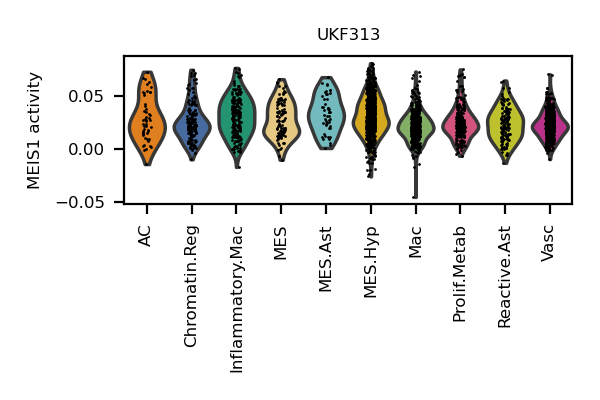 UKF313
MEIS1 activity
0.05
0.00
−0.05
AC
Chromatin.Reg
Inflammatory.Mac
MES
MES.Ast
MES.Hyp
Mac
Prolif.Metab
Reactive.Ast
Vasc